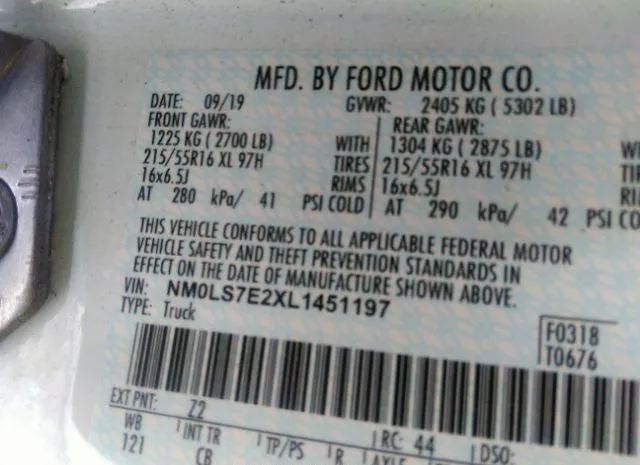 MFD. BY FORD MOTOR CO.
DATE: 09/19 GVWR: 2405 KG ( 5302 LB)
FRONT GAWR: REAR GAWR:
1225 KG ( 2700 LB) WITH 1304 KG ( 2875 LB)
215/55R16 XL 97H TIRES 215/55R16 XL 97H
16x6.5J RIMS 16x6.5J
AT 280 kPa/ 41 PSI COLD AT 290 kPa/ 42 PSI
THIS VEHICLE CONFORMS TO ALL APPLICABLE FEDERAL MOTOR
VEHICLE SAFETY AND THEFT PREVENTION STANDARDS IN
EFFECT ON THE DATE OF MANUFACTURE SHOWN ABOVE.
VIN: NM0LS7E2XL1451197
TYPE: Truck
F0318
T0676
EXT PNT: Z2 RC: 44 DSO:
WB INT TR TP/PS R
121 CB